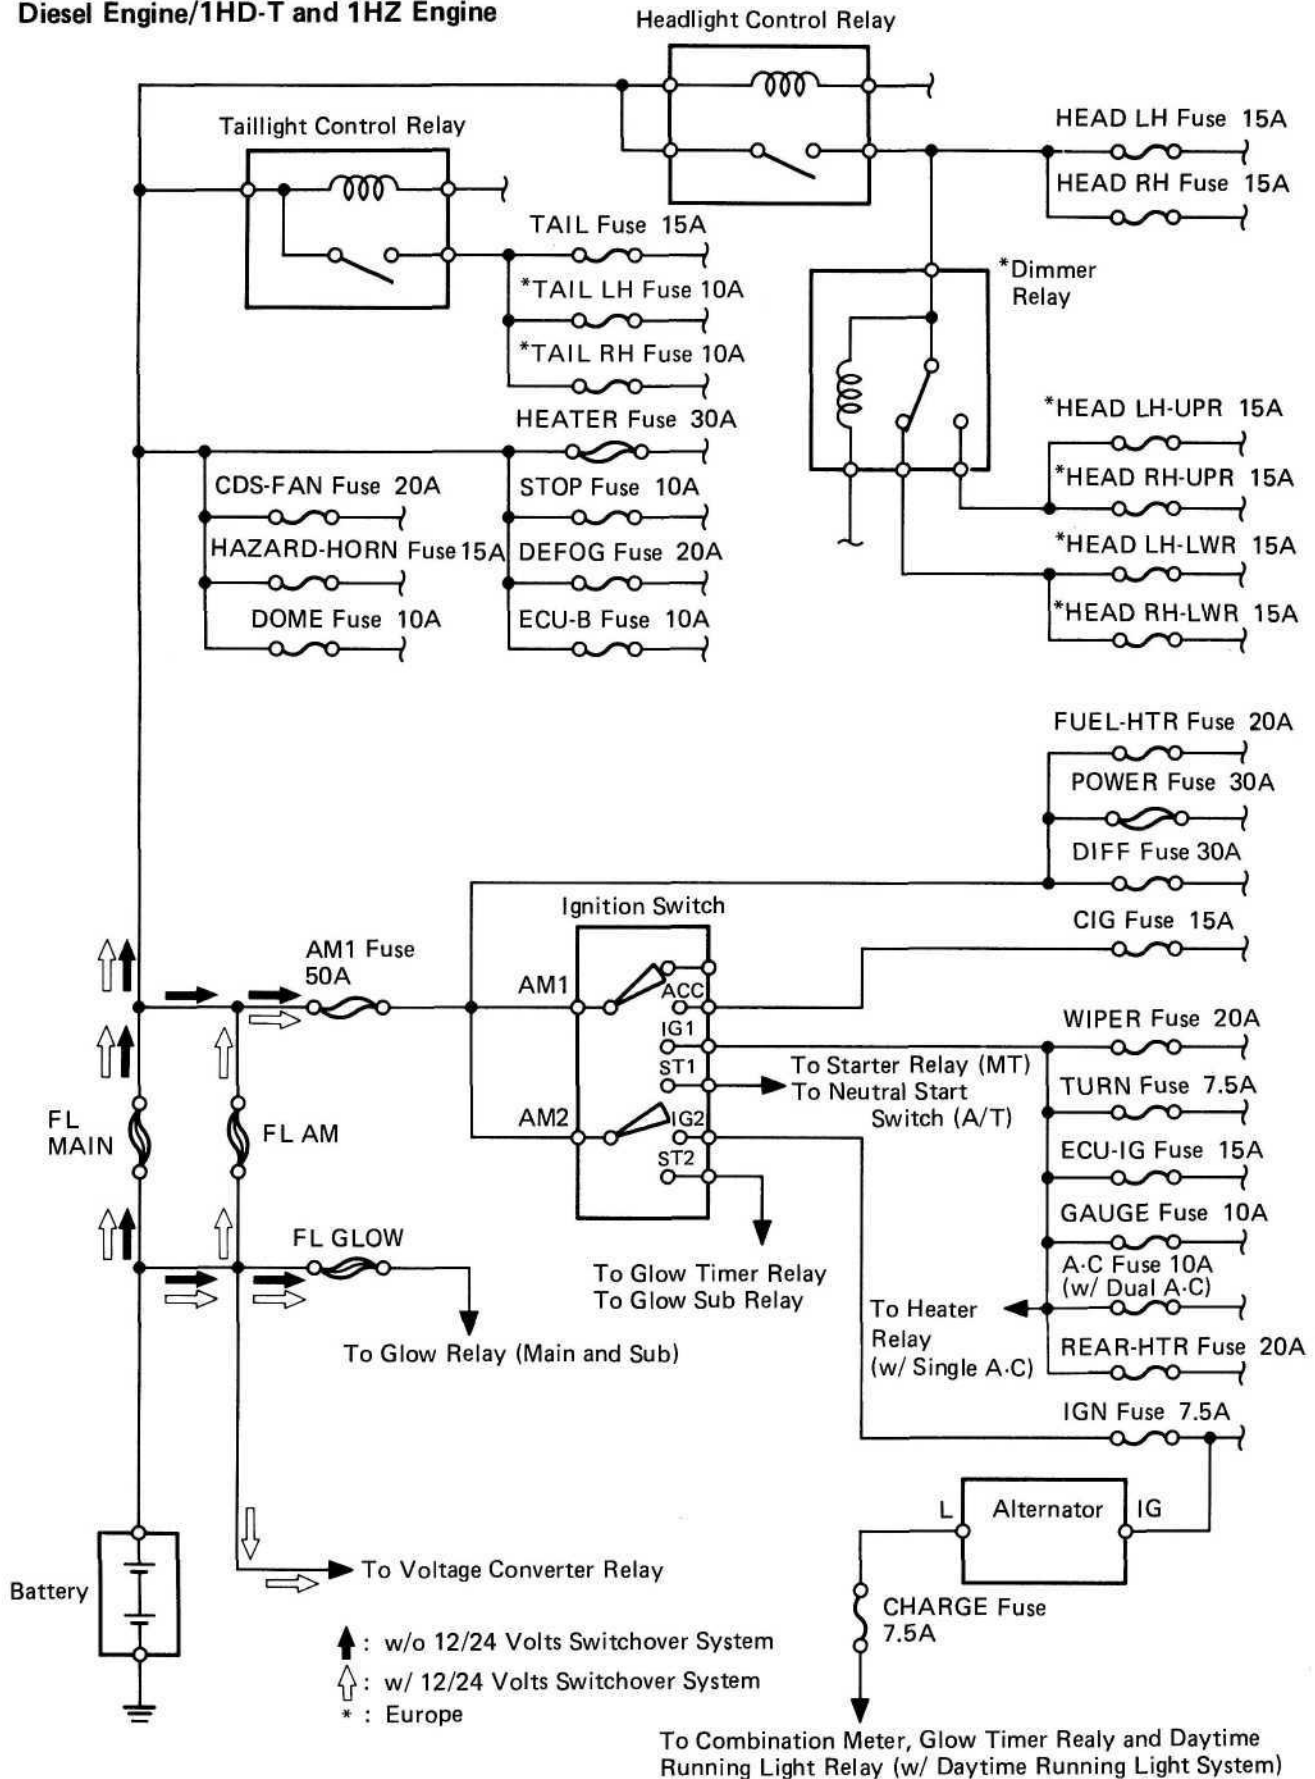 Diesel Engine/1HD-T and 1HZ Engine
Headlight Control Relay
Taillight Control Relay
HEAD LH Fuse 15A
HEAD RH Fuse 15A
TAIL Fuse 15A
*TAIL LH Fuse 10A
*TAIL RH Fuse 10A
*Dimmer
Relay
HEATER Fuse 30A
CDS-FAN Fuse 20A
STOP Fuse 10A
HAZARD-HORN Fuse 15A
DEFOG Fuse 20A
DOME Fuse 10A
ECU-B Fuse 10A
*HEAD LH-UPR 15A
*HEAD RH-UPR 15A
*HEAD LH-LWR 15A
*HEAD RH-LWR 15A
FUEL-HTR Fuse 20A
POWER Fuse 30A
DIFF Fuse 30A
Ignition Switch
CIG Fuse 15A
AM1 Fuse
50A
AM1
ACC
IG1
ST1
AM2
IG2
ST2
WIPER Fuse 20A
To Starter Relay (MT)
To Neutral Start
Switch (A/T)
TURN Fuse 7.5A
ECU-IG Fuse 15A
GAUGE Fuse 10A
A·C Fuse 10A
(w/ Dual A·C)
REAR-HTR Fuse 20A
To Heater
Relay
(w/ Single A·C)
FL
MAIN
FL AM
FL GLOW
To Glow Timer Relay
To Glow Sub Relay
To Glow Relay (Main and Sub)
IGN Fuse 7.5A
L
Alternator
IG
To Voltage Converter Relay
Battery
CHARGE Fuse
7.5A
: w/o 12/24 Volts Switchover System
: w/ 12/24 Volts Switchover System
* : Europe
To Combination Meter, Glow Timer Realy and Daytime
Running Light Relay (w/ Daytime Running Light System)